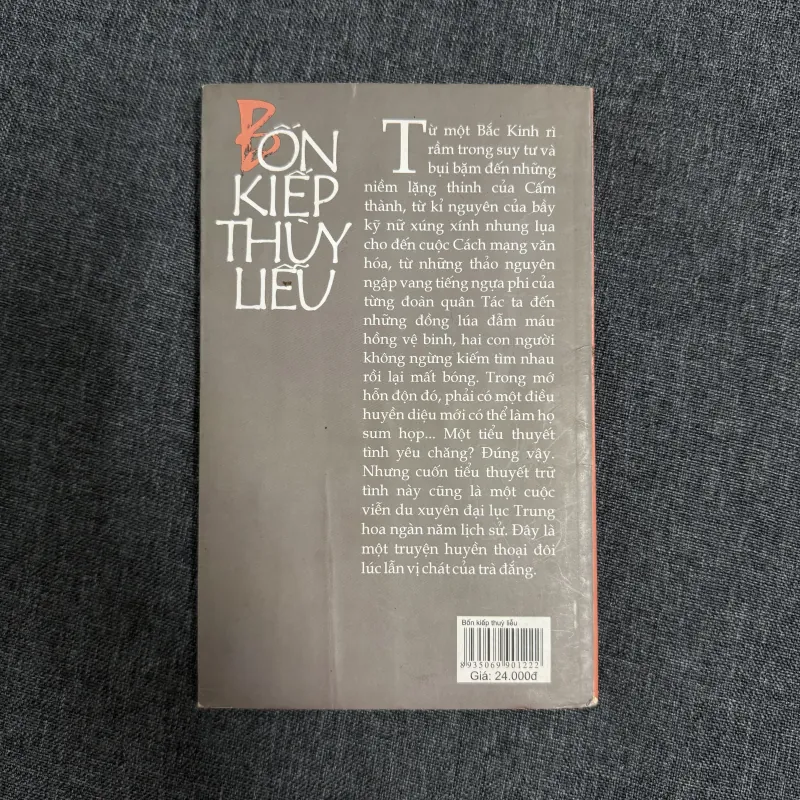 BỐN
KIẾP
THÙY
LIỄU
Từ một Bắc Kinh rì
rầm trong suy tư và
bụi bặm đến những
niềm lặng thinh của Cấm
thành, từ kỉ nguyên của bầy
kỹ nữ xúng xính nhung lụa
cho đến cuộc Cách mạng văn
hóa, từ những thảo nguyên
ngập vang tiếng ngựa phi của
từng đoàn quân Tác ta đến
những đồng lúa đẫm máu
hồng vệ binh, hai con người
không ngừng kiếm tìm nhau
rồi lại mất bóng. Trong mớ
hỗn độn đó, phải có một điều
huyền diệu mới có thể làm họ
sum họp... Một tiểu thuyết
tình yêu chăng? Đúng vậy.
Nhưng cuốn tiểu thuyết trữ
tình này cũng là một cuộc
viễn du xuyên đại lục Trung
hoa ngàn năm lịch sử. Đây là
một truyện huyền thoại đôi
lúc lẫn vị chát của trà đắng.
Bốn kiếp thuỳ liễu
8935069901222
Giá: 24.000đ